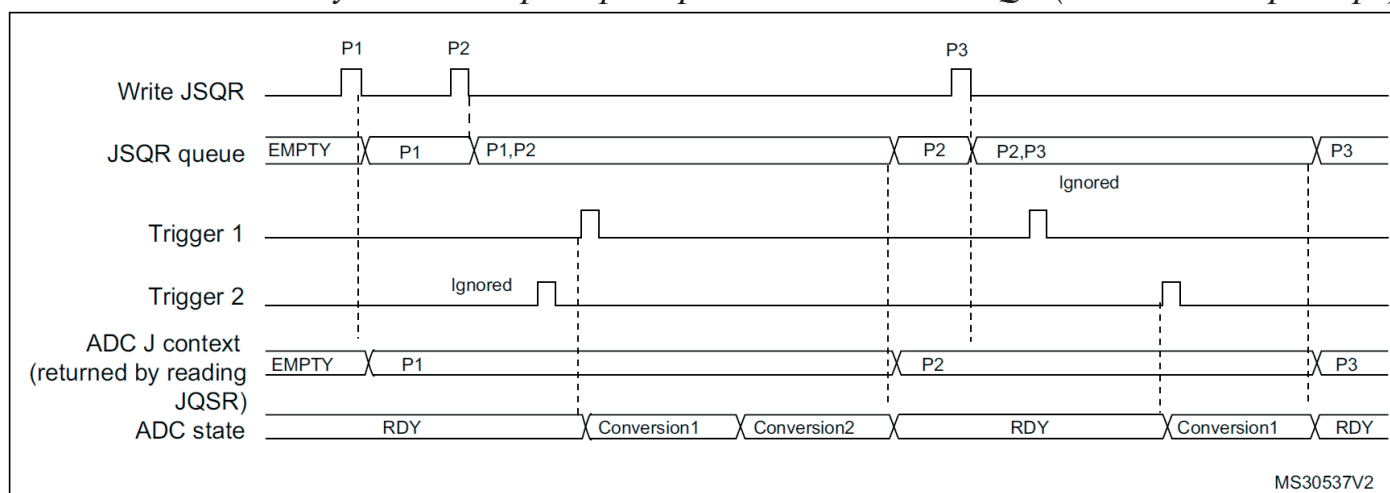 P1 P2 P3
Write JSQR
JSQR queue EMPTY P1 P1,P2 P2 P2,P3 P3
Ignored
Trigger 1
Ignored
Trigger 2
ADC J context
(returned by reading
JQSR)
EMPTY P1 P2 P3
ADC state RDY Conversion1 Conversion2 RDY Conversion1 RDY
MS30537V2